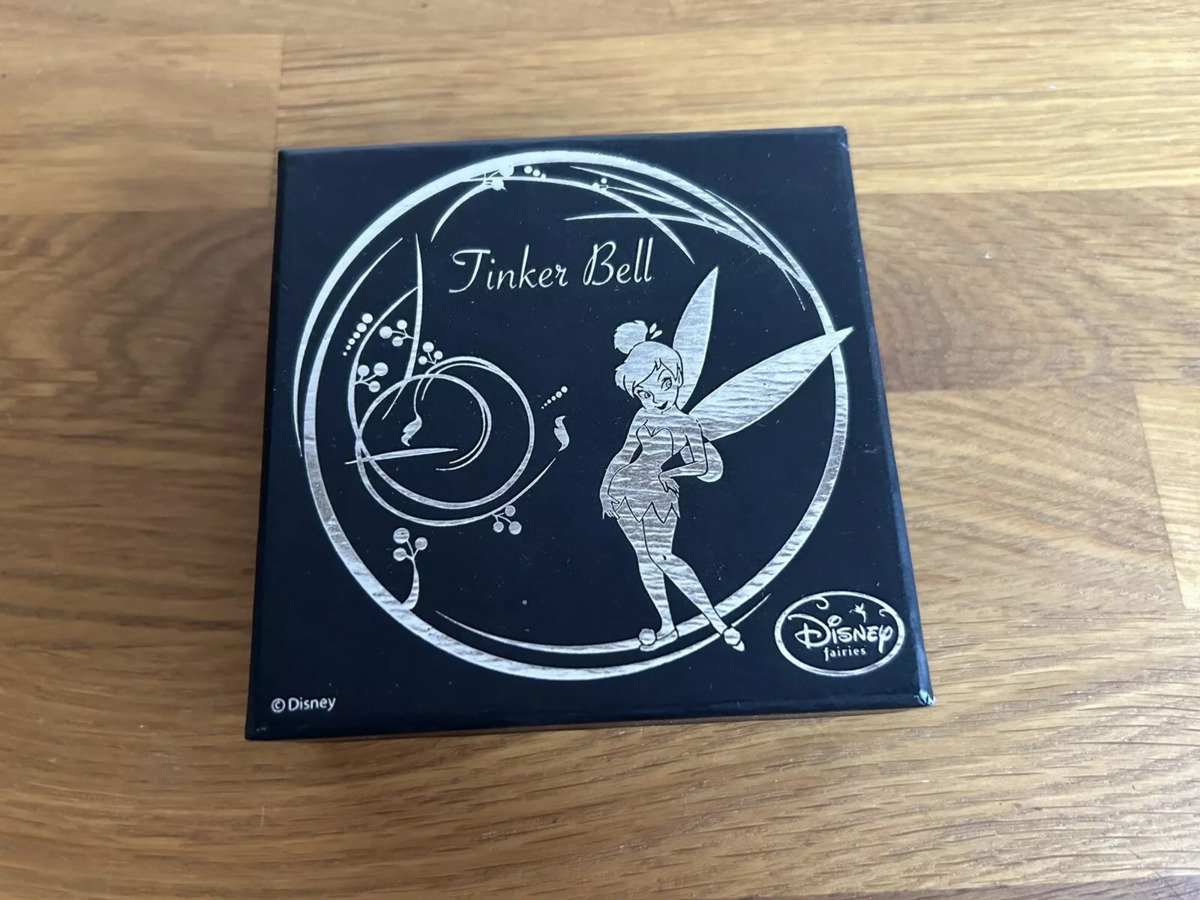 Tinker Bell
Disney
fairies
© Disney